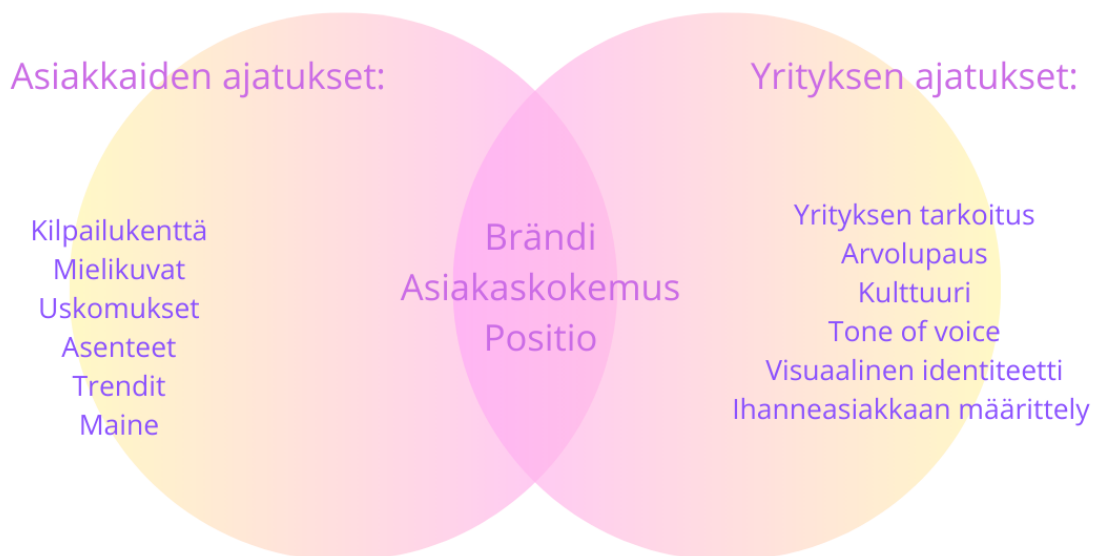 Asiakkaiden ajatukset:
Kilpailukenttä
Mielikuvat
Uskomukset
Asenteet
Trendit
Maine
Brändi
Asiakaskokemus
Positio
Yrityksen ajatukset:
Yrityksen tarkoitus
Arvolupaus
Kulttuuri
Tone of voice
Visuaalinen identiteetti
Ihanneasiakkaan määrittely